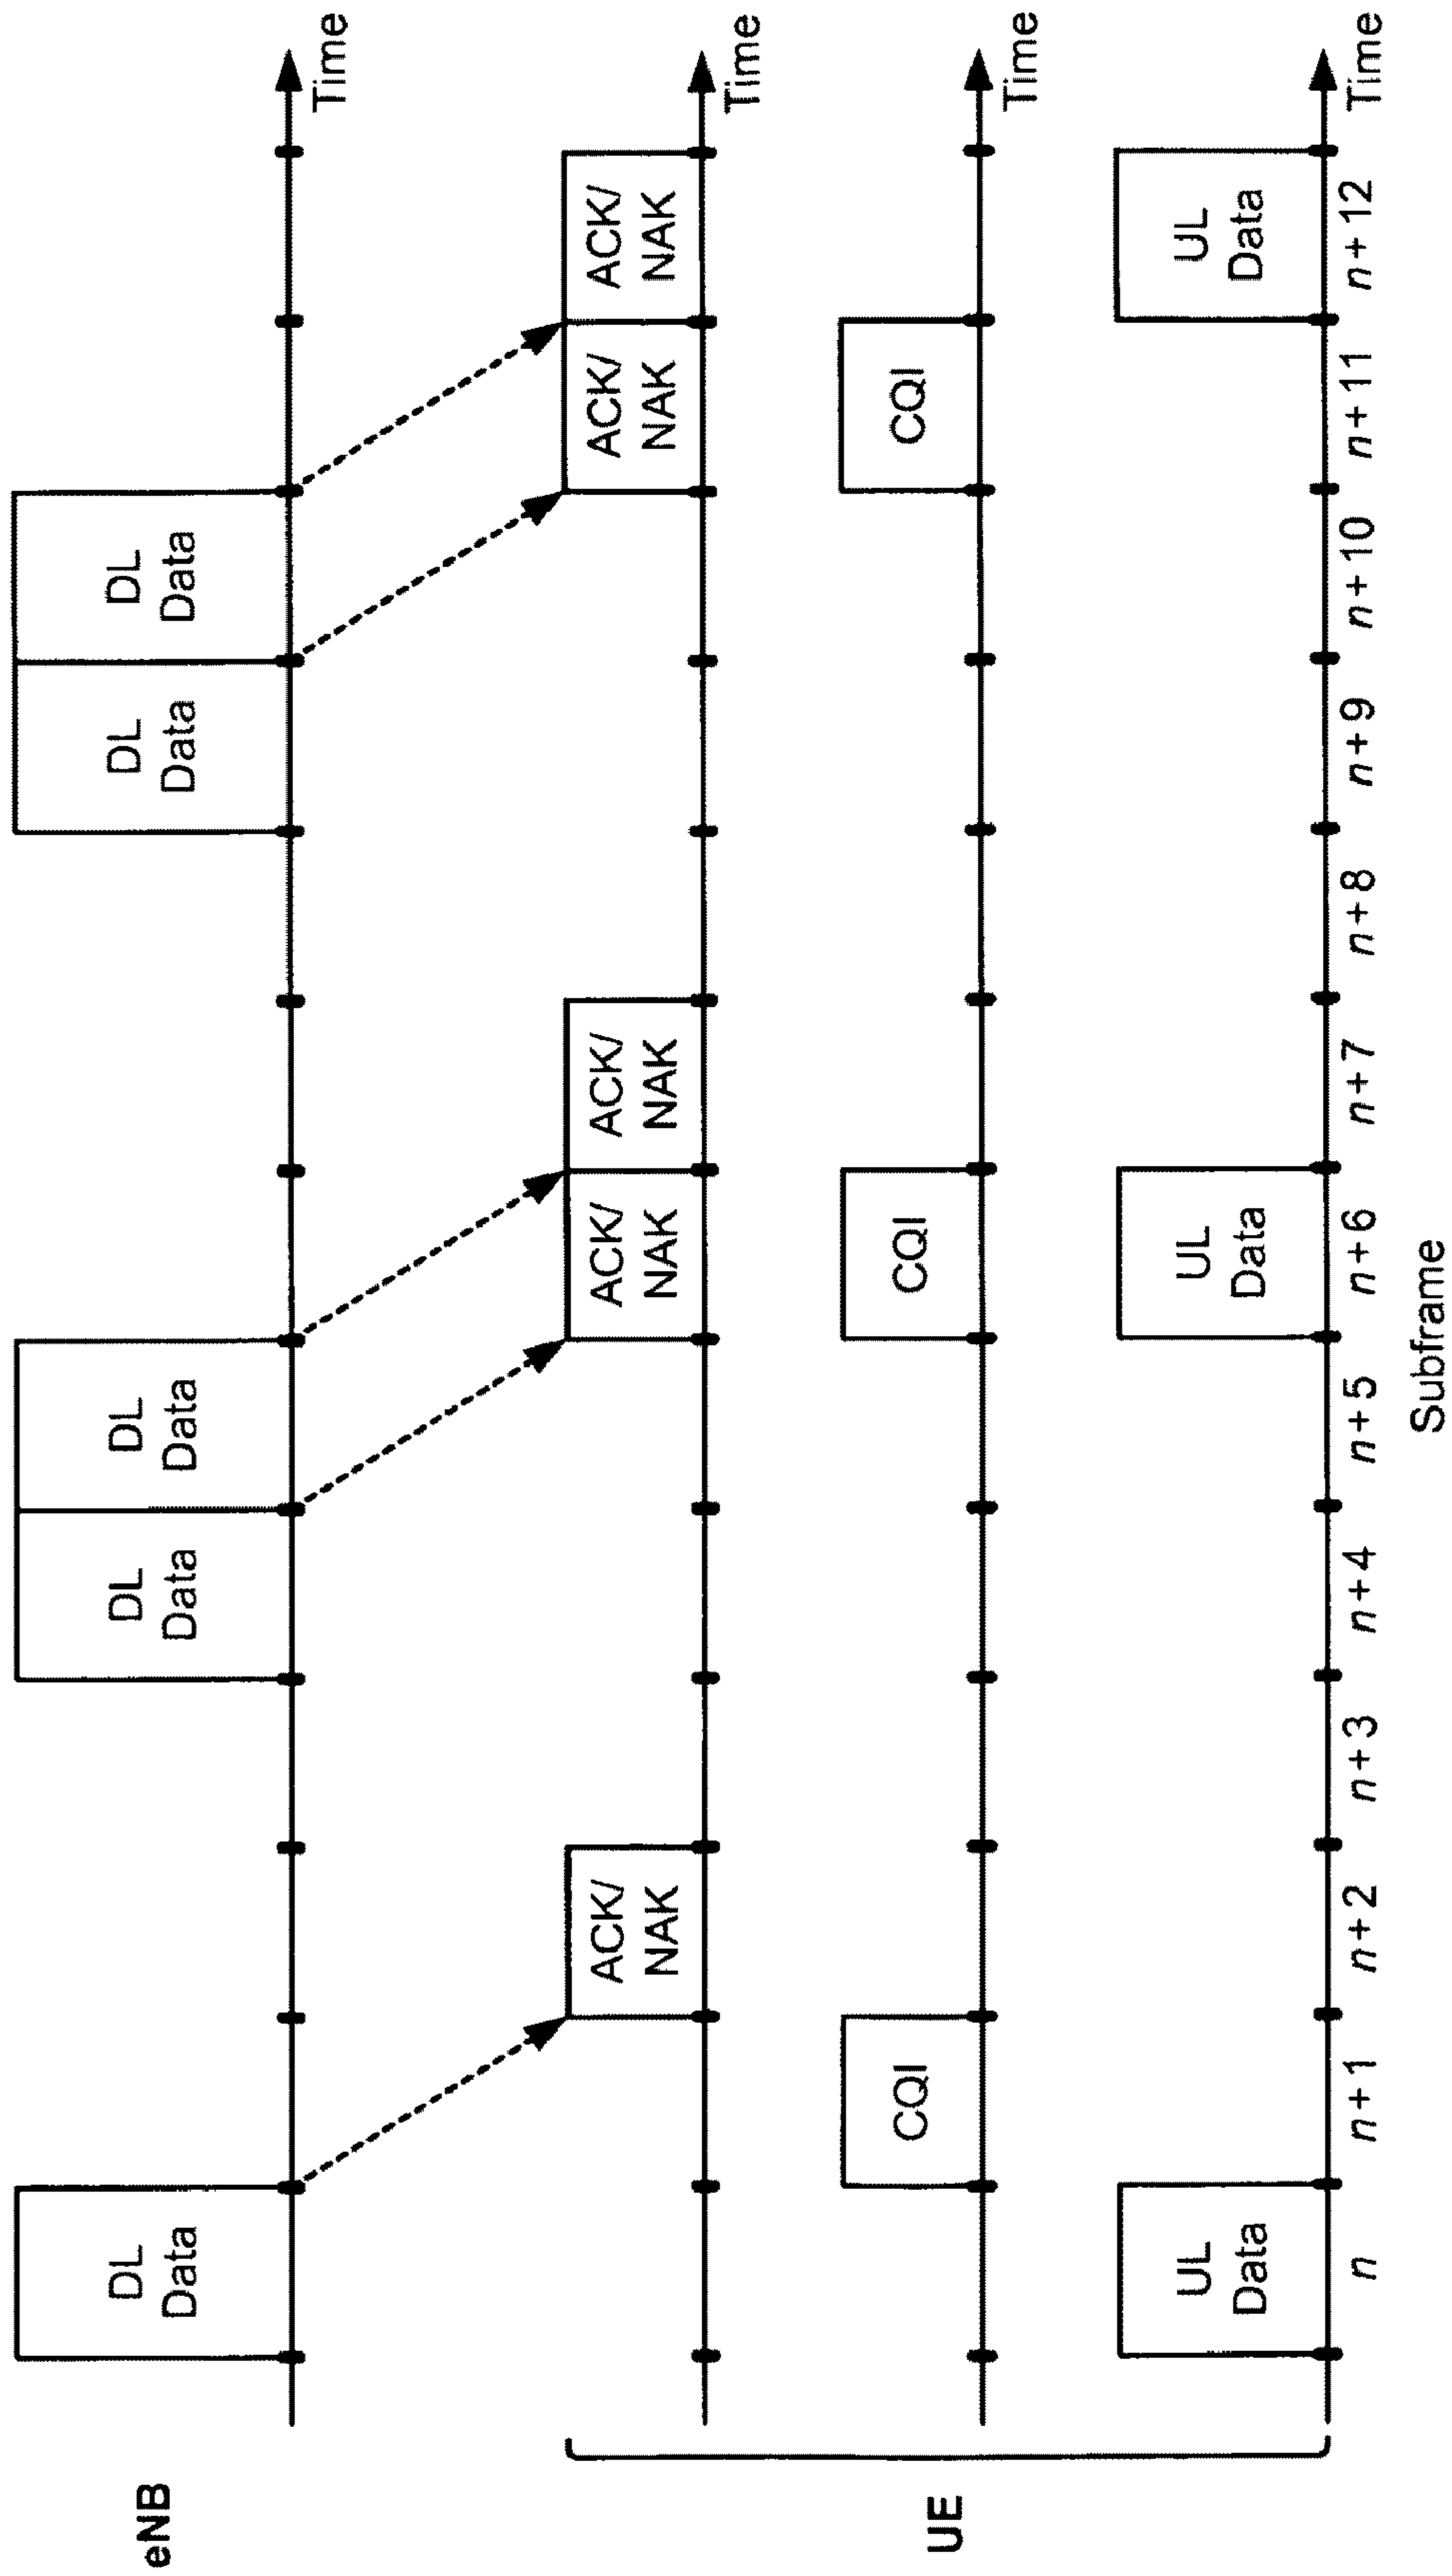 eNB
DL
Data
DL
Data
DL
Data
DL
Data
DL
Data
Time
UE
ACK/
NAK
ACK/
NAK
ACK/
NAK
ACK/
NAK
ACK/
NAK
Time
CQI
CQI
CQI
Time
UL
Data
UL
Data
UL
Data
Time
n
n + 1
n + 2
n + 3
n + 4
n + 5
n + 6
n + 7
n + 8
n + 9
n + 10
n + 11
n + 12
Subframe